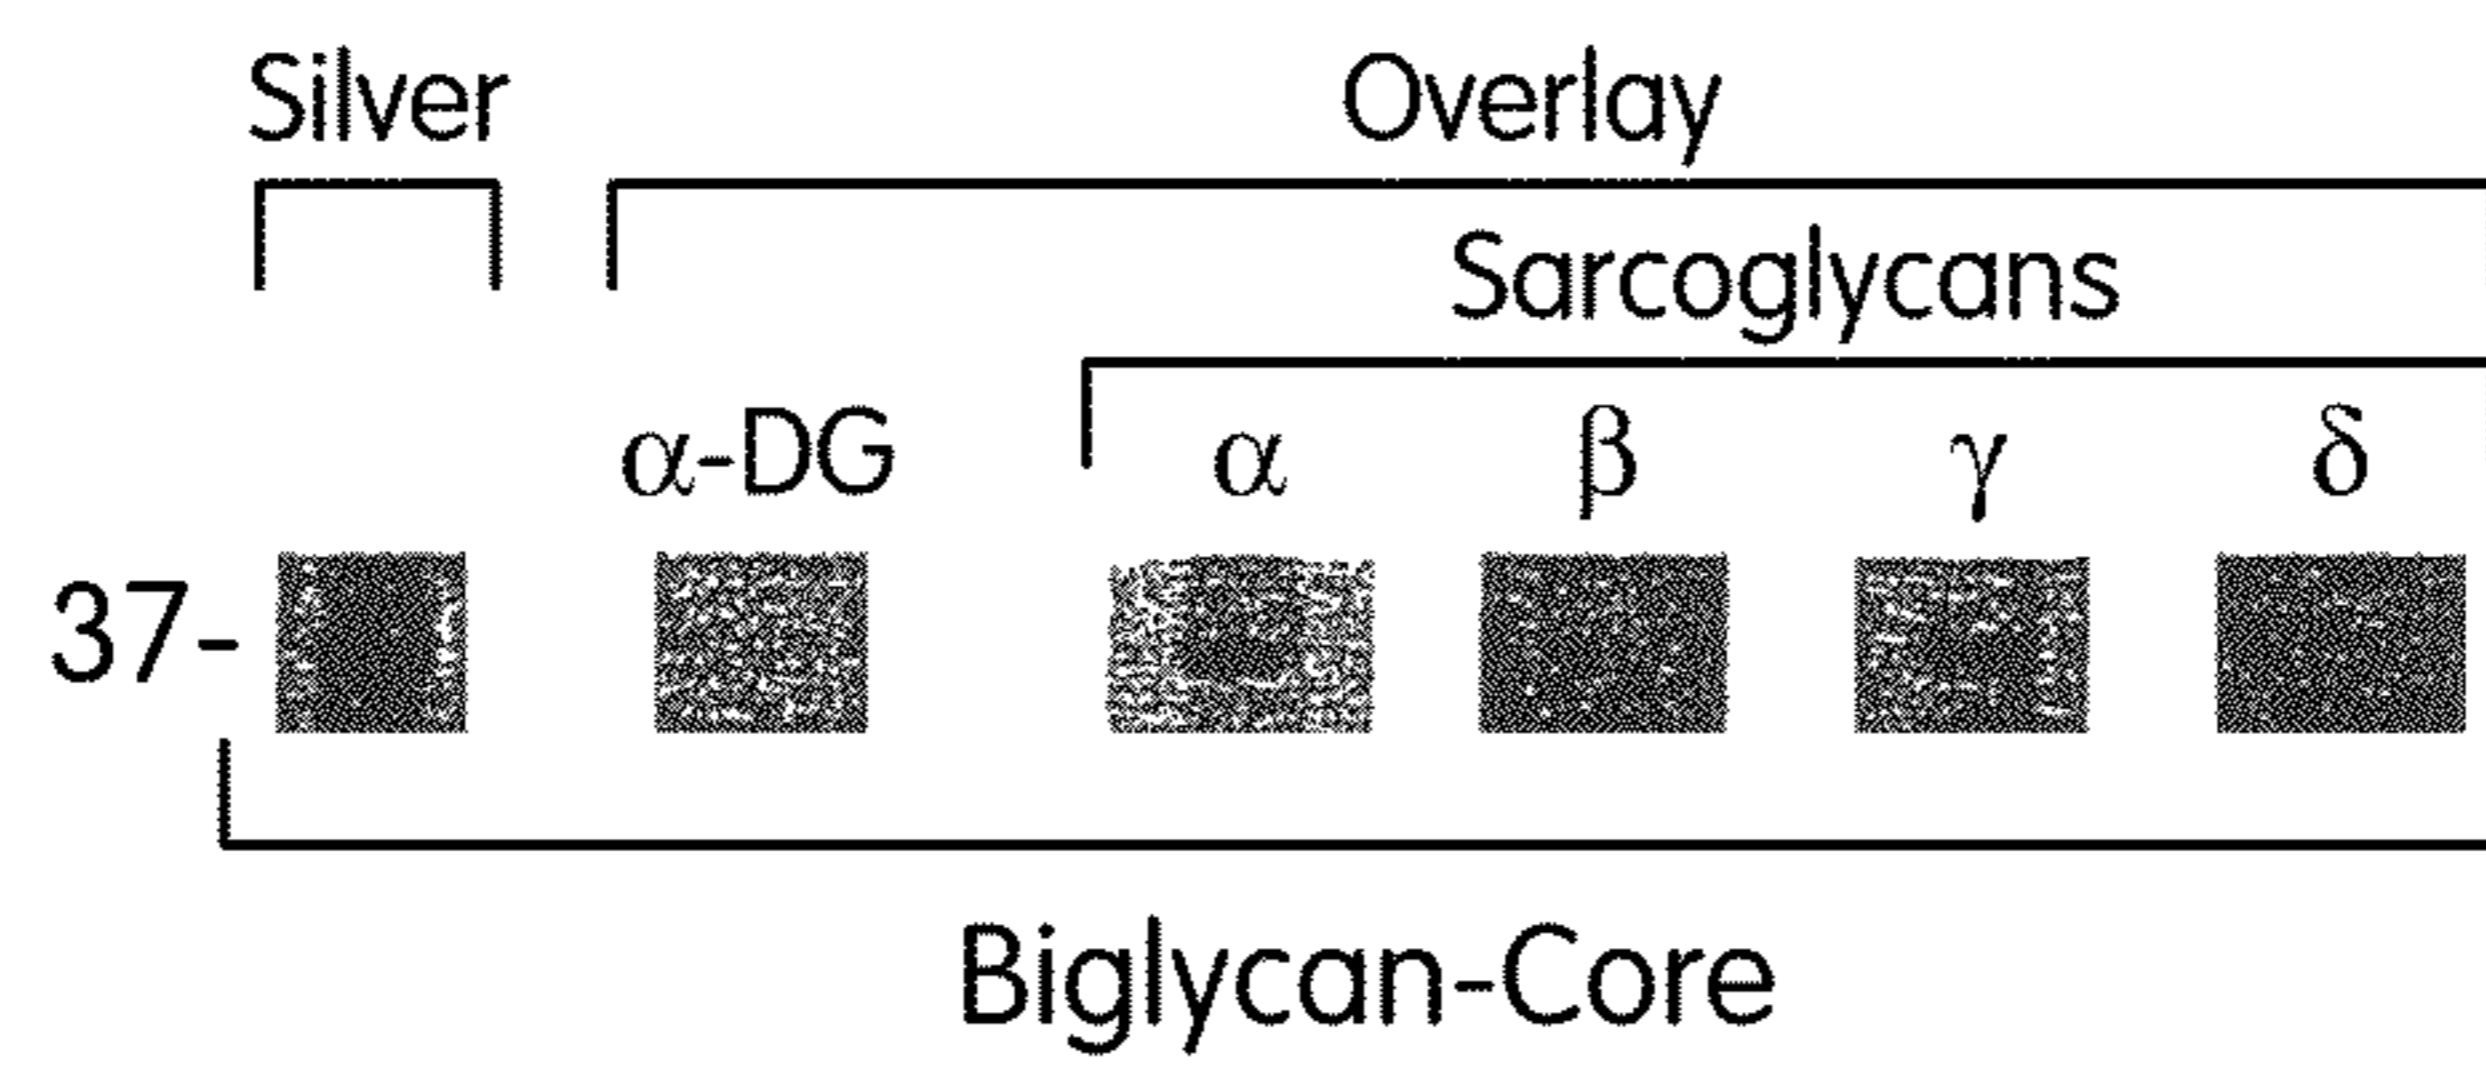 Silver Overlay
Sarcoglycans
α-DG α β γ δ
37-
Biglycan-Core